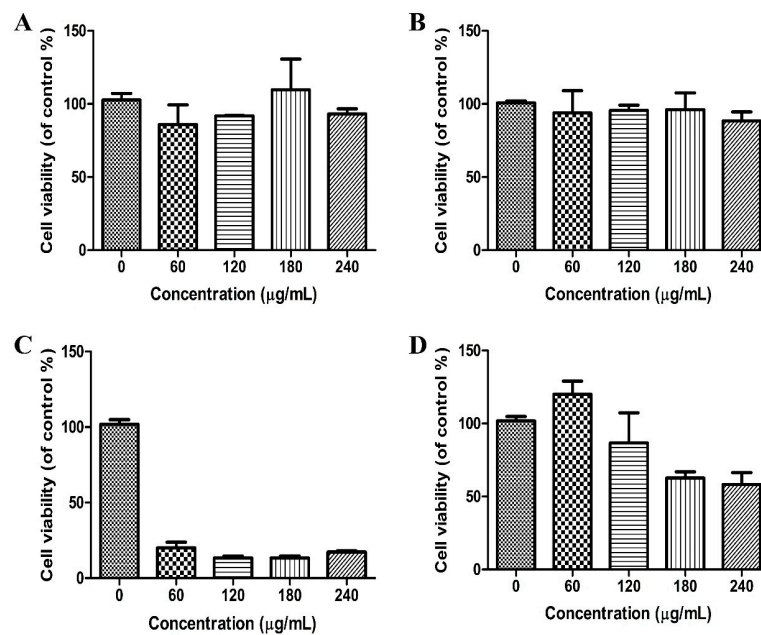 A
Cell viability (of control %)
150
100
50
0
0 60 120 180 240
Concentration (μg/mL)
B
Cell viability (of control %)
150
100
50
0
0 60 120 180 240
Concentration (μg/mL)
C
Cell viability (of control %)
150
100
50
0
0 60 120 180 240
Concentration (μg/mL)
D
Cell viability (of control %)
150
100
50
0
0 60 120 180 240
Concentration (μg/mL)